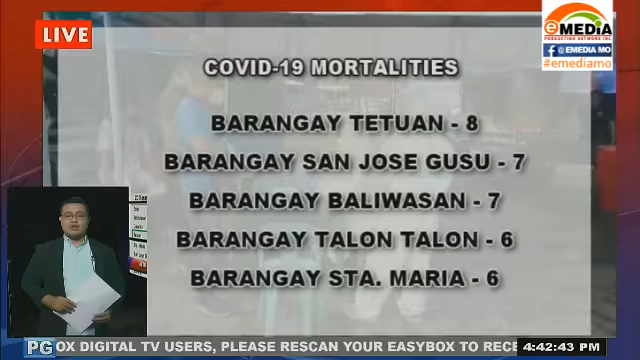 LIVE
eMEDIA
PRODUCTION NETWORK INC
f @EMEDIA MO
#emediamo
COVID-19 MORTALITIES
BARANGAY TETUAN - 8
BARANGAY SAN JOSE GUSU - 7
BARANGAY BALIWASAN - 7
BARANGAY TALON TALON - 6
BARANGAY STA. MARIA - 6
PG OX DIGITAL TV USERS, PLEASE RESCAN YOUR EASYBOX TO RECE 4:42:43 PM